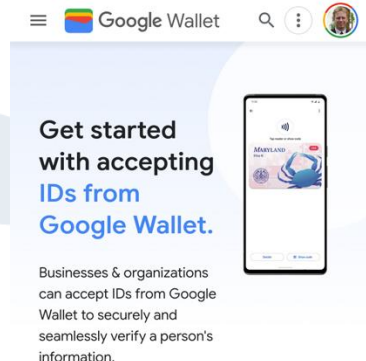 Google Wallet
Get started
with accepting
IDs from
Google Wallet.
Businesses & organizations
can accept IDs from Google
Wallet to securely and
seamlessly verify a person's
information.
MARYLAND